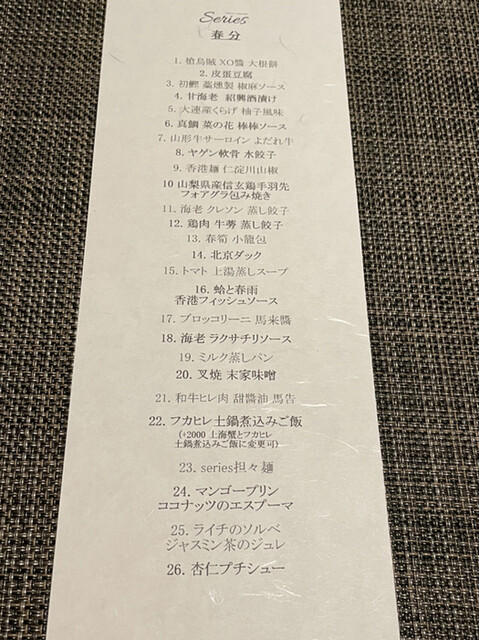 Series
春分
1. 槍烏賊 XO醬 大根餅
2. 皮蛋豆腐
3. 初鰹 藁燻製 椒麻ソース
4. 甘海老 紹興酒漬け
5. 大連産くらげ 柚子風味
6. 真鯛 菜の花 棒棒ソース
7. 山形牛サーロイン よだれ牛
8. ヤゲン軟骨 水餃子
9. 香港麺 仁淀川山椒
10 山梨県産信玄鶏手羽先
フォアグラ包み焼き
11. 海老 クレソン 蒸し餃子
12. 鶏肉 牛蒡 蒸し餃子
13. 春筍 小龍包
14. 北京ダック
15. トマト 上湯蒸しスープ
16. 蛤と春雨
香港フィッシュソース
17. ブロッコリーニ 馬来醬
18. 海老 ラクサチリソース
19. ミルク蒸しパン
20. 叉焼 末家味噌
21. 和牛ヒレ肉 甜醬油 馬告
22. フカヒレ土鍋煮込みご飯
(+2000 上海蟹とフカヒレ
土鍋煮込みご飯に変更可)
23. series担々麺
24. マンゴープリン
ココナッツのエスプーマ
25. ライチのソルベ
ジャスミン茶のジュレ
26. 杏仁プチシュー